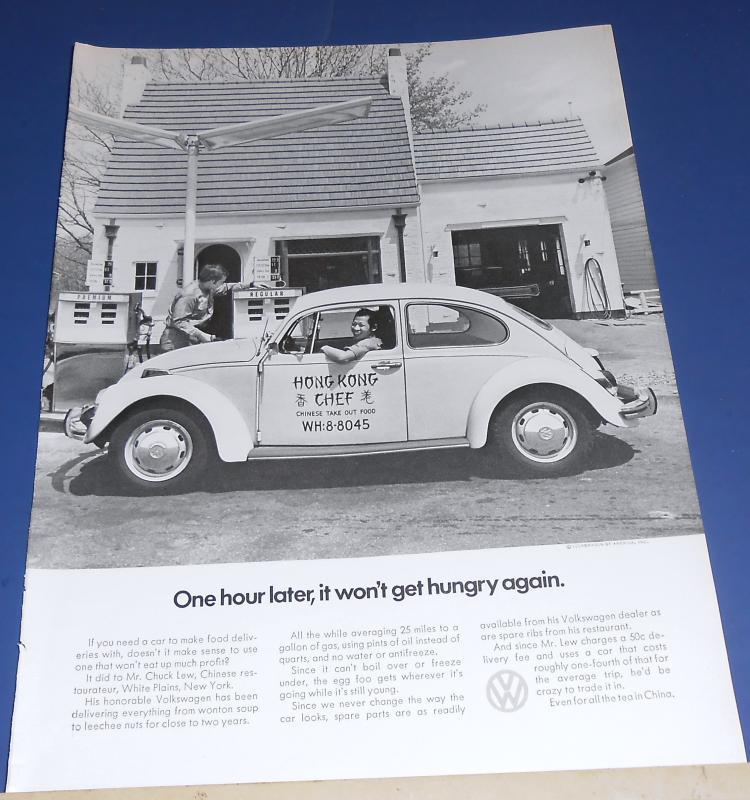 PREMIUM
REGULAR
HONG KONG
香 CHEF 港
CHINESE TAKE OUT FOOD
WH:8-8045
© VOLKSWAGEN OF AMERICA, INC.
One hour later, it won't get hungry again.
If you need a car to make food deliv-
eries with, doesn't it make sense to use
one that won't eat up much profit?
It did to Mr. Chuck Lew, Chinese res-
taurateur, White Plains, New York.
His honorable Volkswagen has been
delivering everything from wonton soup
to leechee nuts for close to two years.
All the while averaging 25 miles to a
gallon of gas, using pints of oil instead of
quarts, and no water or antifreeze.
Since it can't boil over or freeze
under, the egg foo gets wherever it's
going while it's still young.
Since we never change the way the
car looks, spare parts are as readily
available from his Volkswagen dealer as
are spare ribs from his restaurant.
And since Mr. Lew charges a 50c de-
livery fee and uses a car that costs
roughly one-fourth of that for
the average trip, he'd be
crazy to trade it in.
Even for all the tea in China.